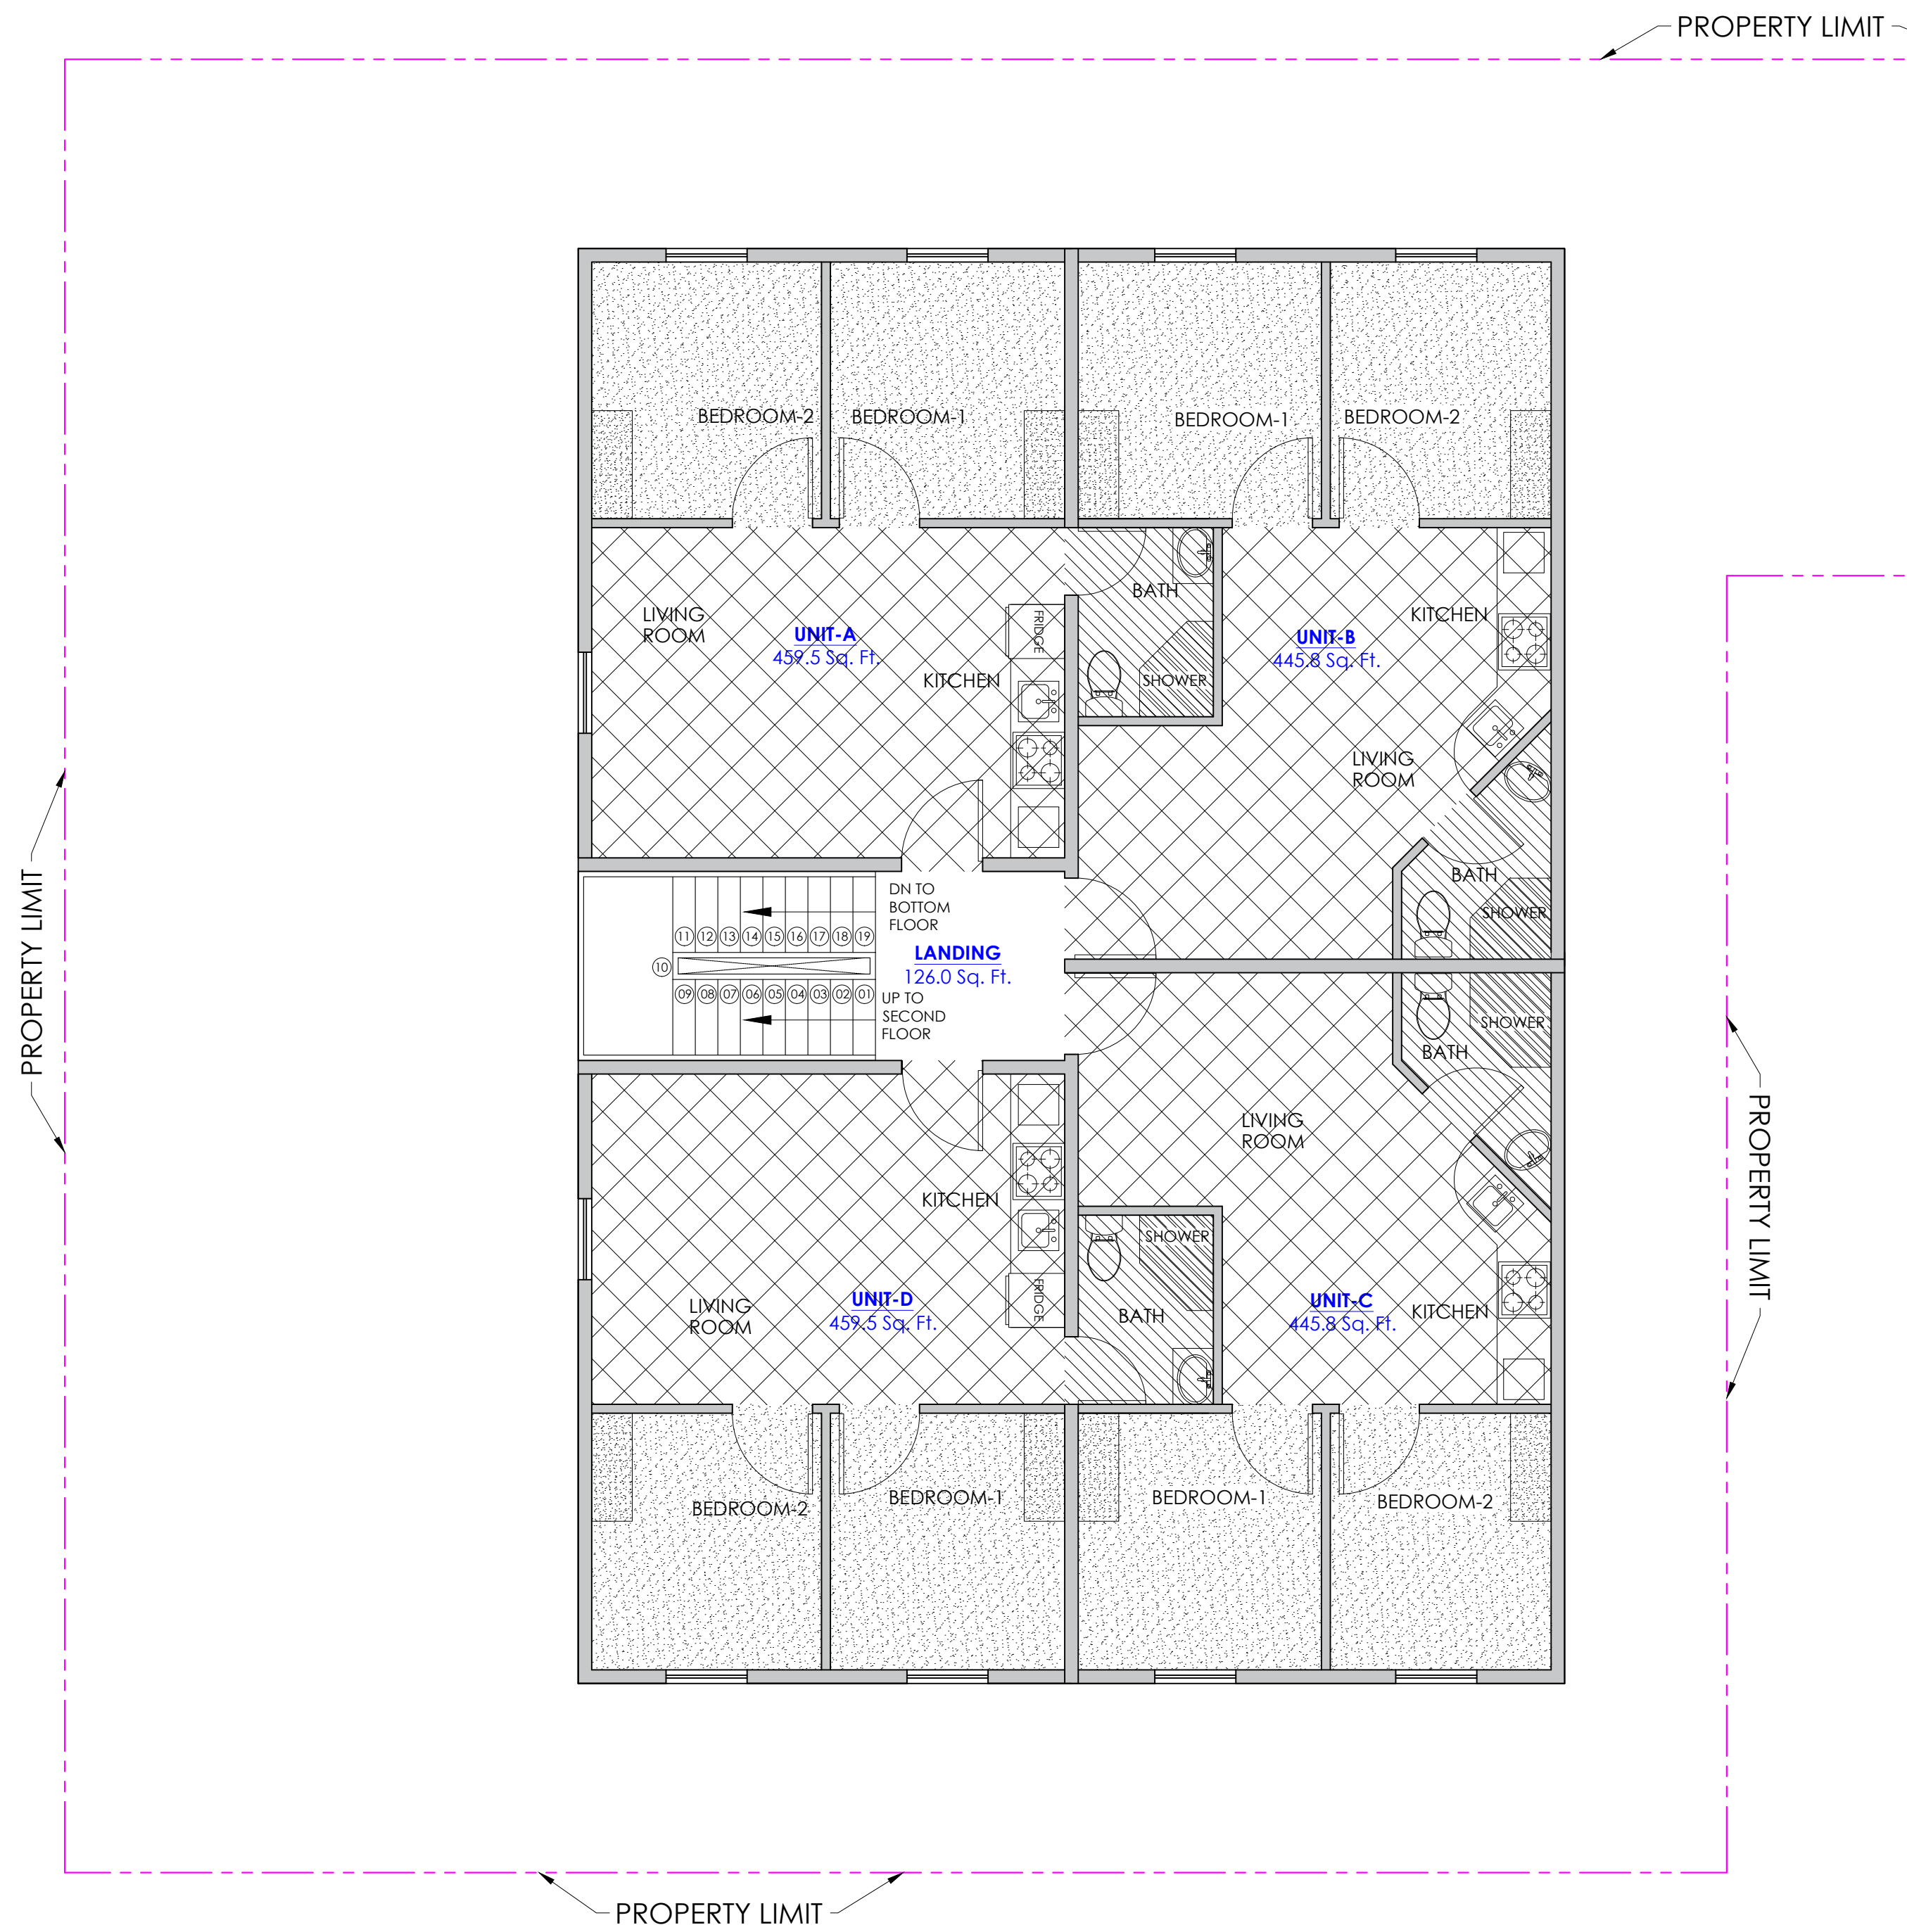 PROPERTY LIMIT
BEDROOM-2
BEDROOM-1
BEDROOM-1
BEDROOM-2
LIVING
ROOM
UNIT-A
459.5 Sq. Ft.
FRIDGE
KITCHEN
BATH
SHOWER
UNIT-B
445.8 Sq. Ft.
KITCHEN
LIVING
ROOM
BATH
SHOWER
PROPERTY LIMIT
DN TO
BOTTOM
FLOOR
11 12 13 14 15 16 17 18 19
10
LANDING
126.0 Sq. Ft.
09 08 07 06 05 04 03 02 01
UP TO
SECOND
FLOOR
SHOWER
BATH
LIVING
ROOM
PROPERTY LIMIT
KITCHEN
FRIDGE
LIVING
ROOM
UNIT-D
459.5 Sq. Ft.
SHOWER
BATH
UNIT-C
445.8 Sq. Ft.
KITCHEN
BEDROOM-2
BEDROOM-1
BEDROOM-1
BEDROOM-2
PROPERTY LIMIT